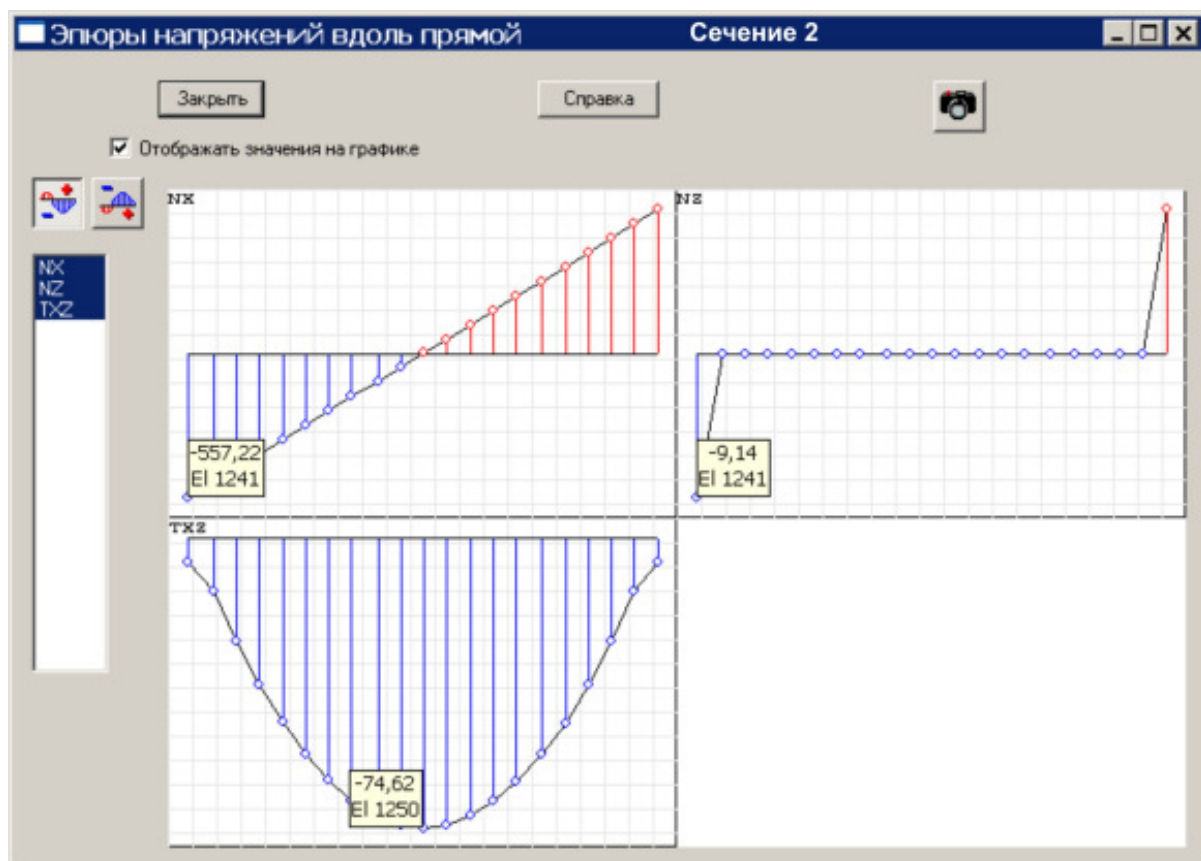 Эпюры напряжений вдоль прямой Сечение 2
Закрыть Справка
Отображать значения на графике
NX
NZ
TXZ
NX
-557,22
El 1241
NZ
-9,14
El 1241
TXZ
-74,62
El 1250